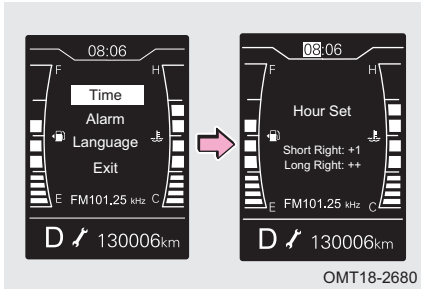 08:06
F H
Time
Alarm
Language
Exit
E FM101.25 kHz C
D 130006km
08:06
F H
Hour Set
Short Right: +1
Long Right: ++
E FM101.25 kHz C
D 130006km
OMT18-2680